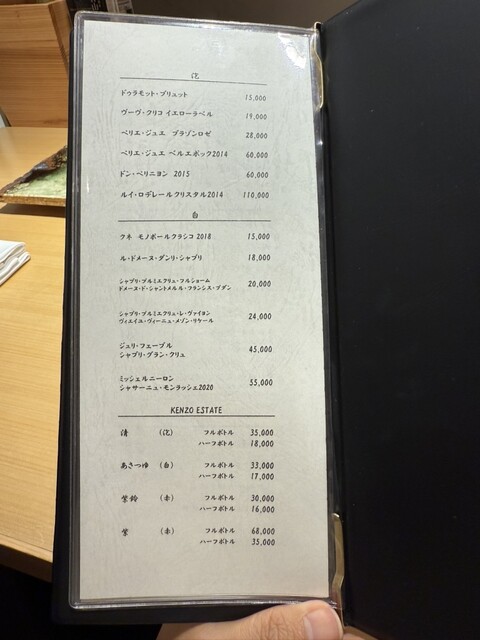 泡
ドゥラモット・ブリュット 15,000
ヴーヴ・クリコ イエローラベル 19,000
ペリエ・ジュエ ブラゾンロゼ 28,000
ペリエ・ジュエ ベルエポック2014 60,000
ドン・ペリニヨン 2015 60,000
ルイ・ロデレールクリスタル2014 110,000
白
クネ モノポールクラシコ 2018 15,000
ル・ドメーヌ・ダンリ・シャブリ 18,000
シャブリ・プルミエクリュ・フルショーム
ドメーヌ・ド・シャントメルル・フランシス・ブダン 20,000
シャブリ・プルミエクリュ・レ・ヴァイヨン
ヴィエイユ・ヴィーニュ・メゾン・リケール 24,000
ジュリ・フェーブル
シャブリ・グラン・クリュ 45,000
ミッシェルニーロン
シャサーニュ・モンラッシェ2020 55,000
KENZO ESTATE
清 (泡) フルボトル 35,000
ハーフボトル 18,000
あさつゆ (白) フルボトル 33,000
ハーフボトル 17,000
紫鈴 (赤) フルボトル 30,000
ハーフボトル 16,000
紫 (赤) フルボトル 68,000
ハーフボトル 35,000